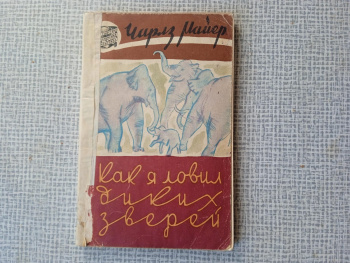 Чарлз Майер
как я ловил
диких
зверей